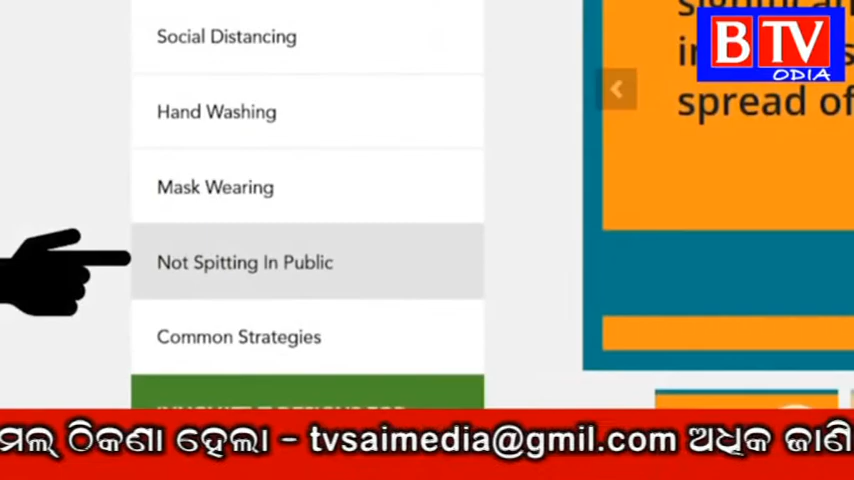 Social Distancing
Hand Washing
Mask Wearing
Not Spitting In Public
Common Strategies
spread of
BTV
ODIA
ମଲ୍ ଠିକଣା ହେଲା - tvsaimedia@gmil.com ଅଧିକ ଜାଣି